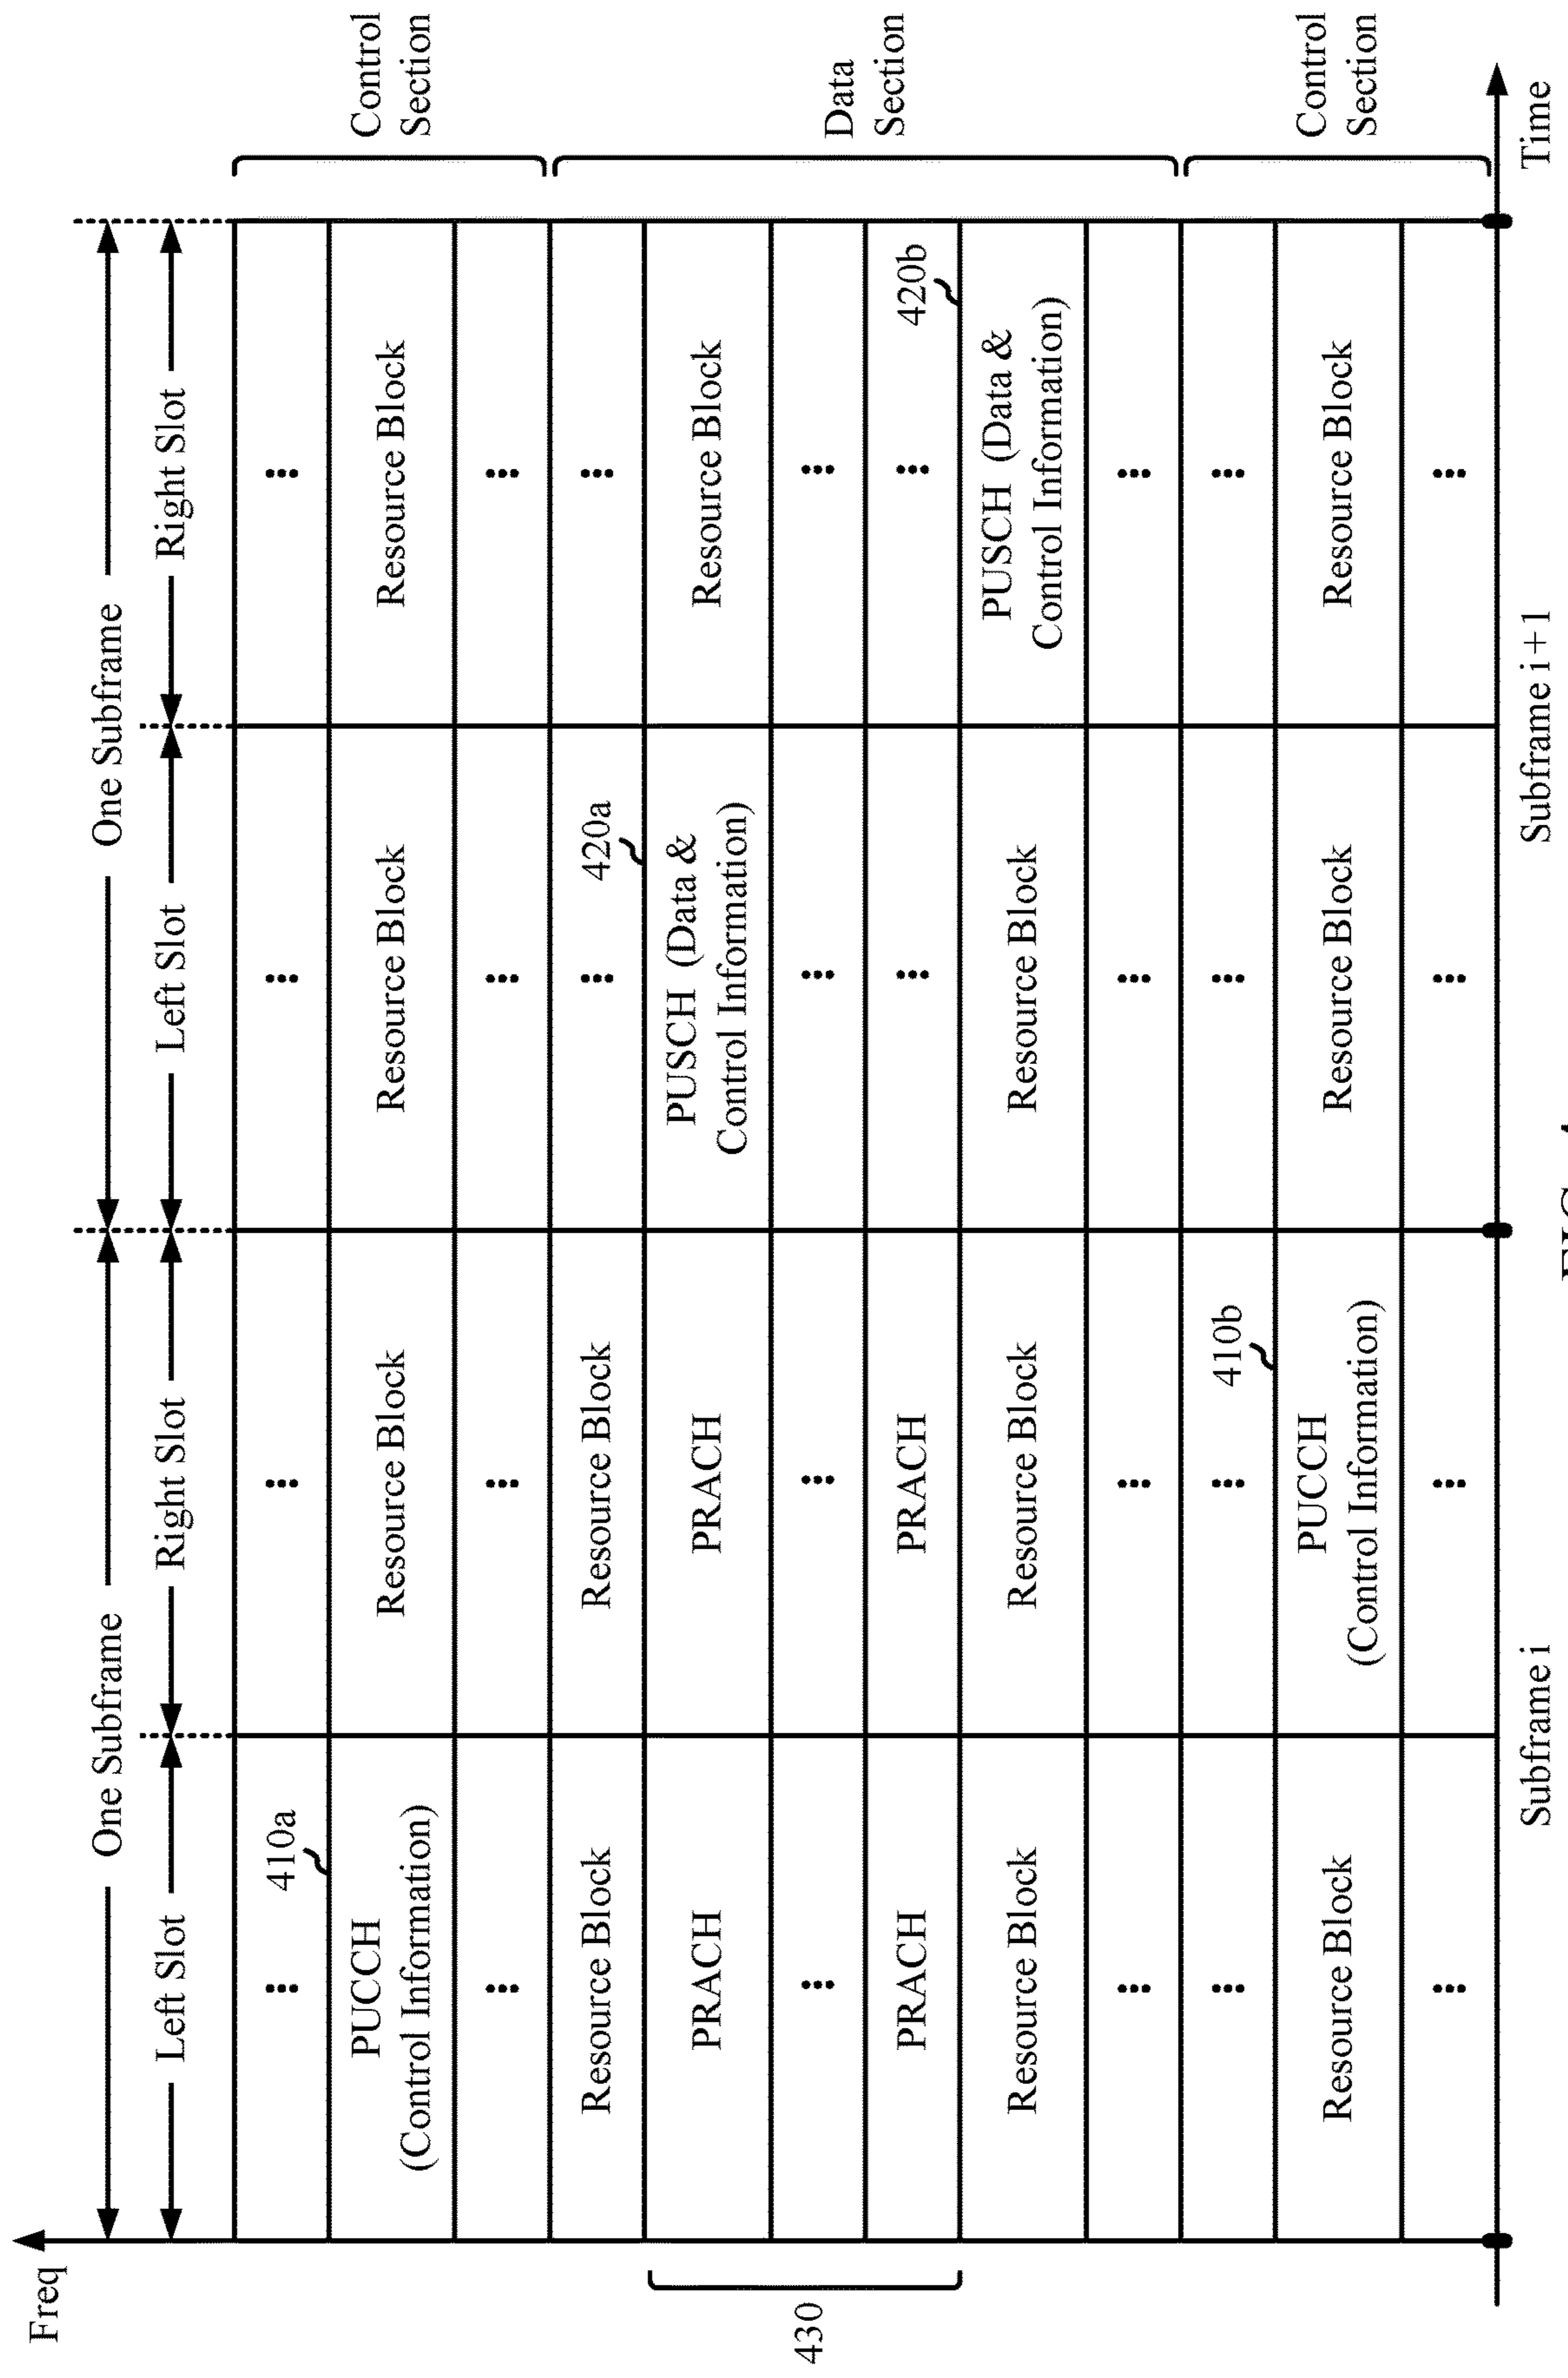 Freq
One Subframe
One Subframe
Left Slot
Right Slot
Left Slot
Right Slot
410a
PUCCH
(Control Information)
Resource Block
Resource Block
Resource Block
Control
Section
Resource Block
Resource Block
420a
430
PRACH
PRACH
PUSCH (Data &
Control Information)
Resource Block
Data
Section
PRACH
PRACH
420b
Resource Block
Resource Block
Resource Block
PUSCH (Data &
Control Information)
410b
Resource Block
PUCCH
(Control Information)
Resource Block
Resource Block
Control
Section
Subframe i
Subframe i+1
Time